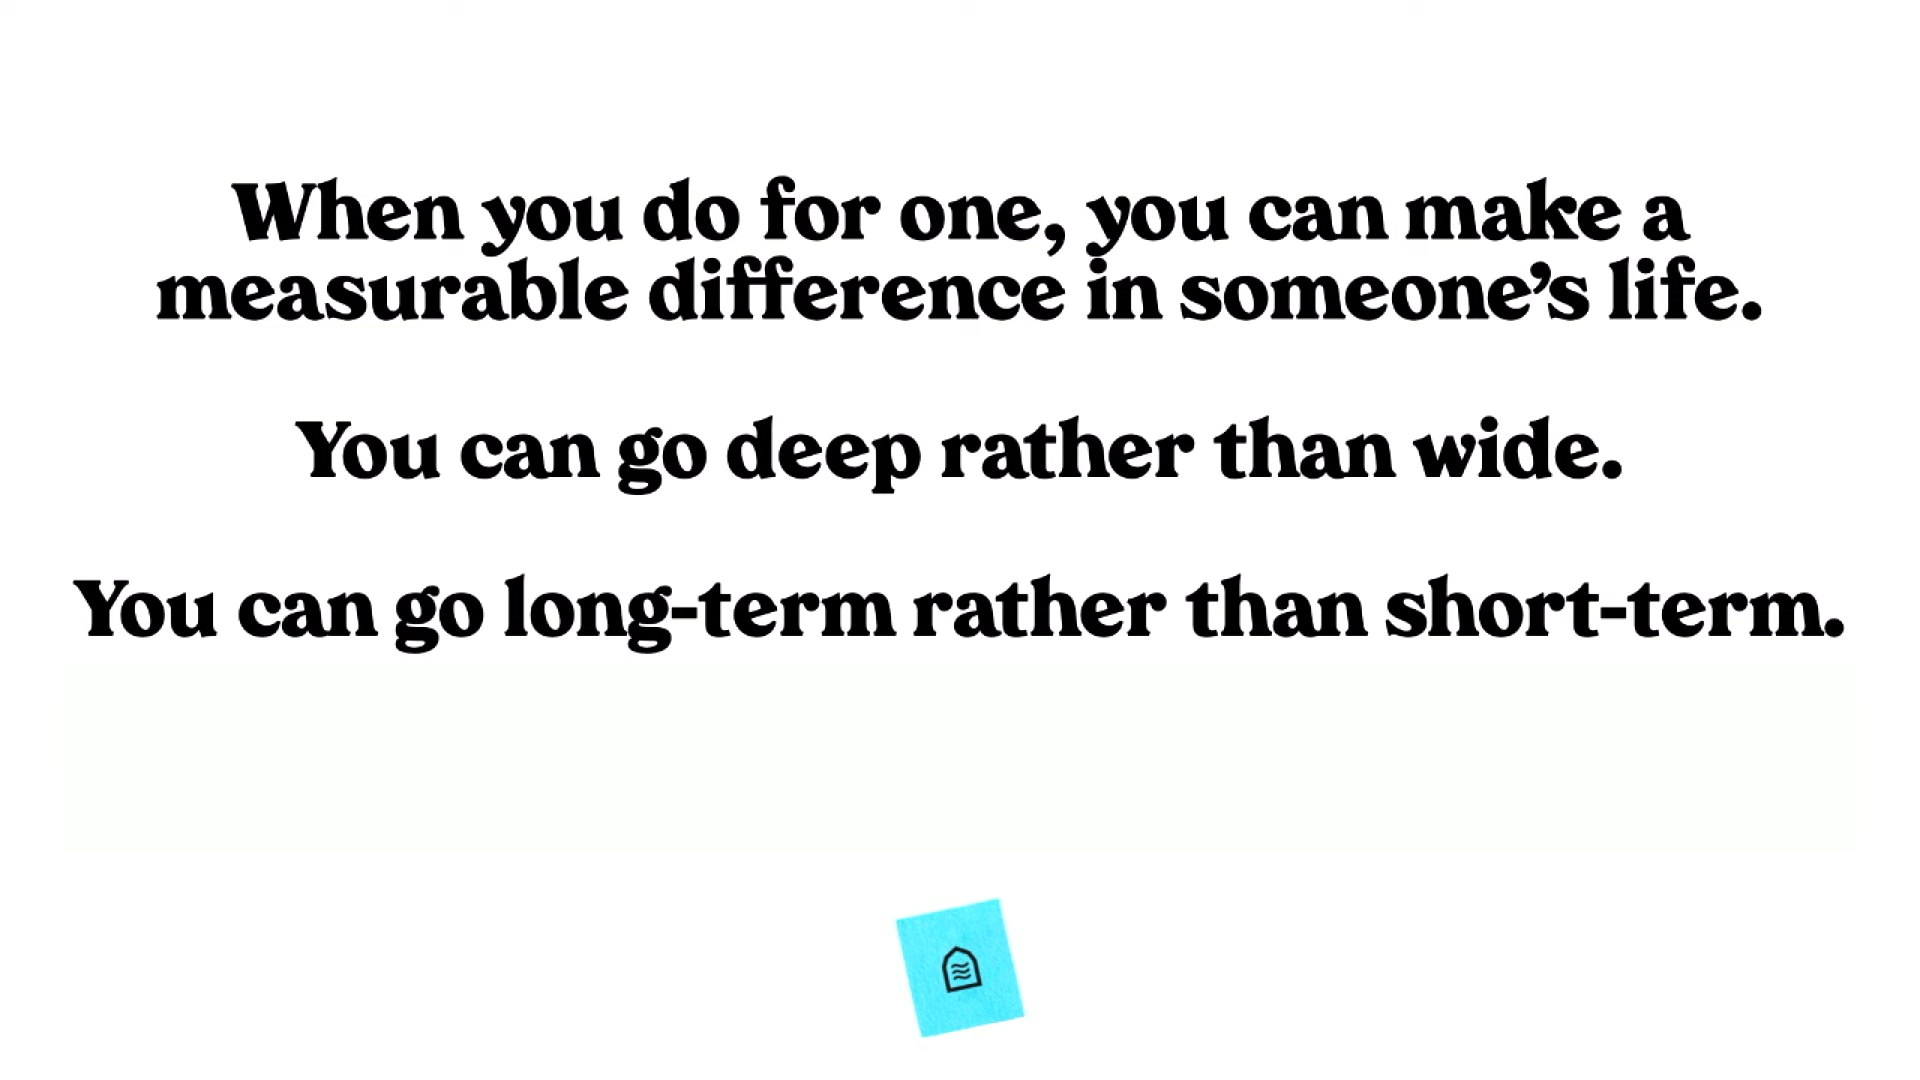 When you do for one, you can make a
measurable difference in someone’s life.
You can go deep rather than wide.
You can go long-term rather than short-term.